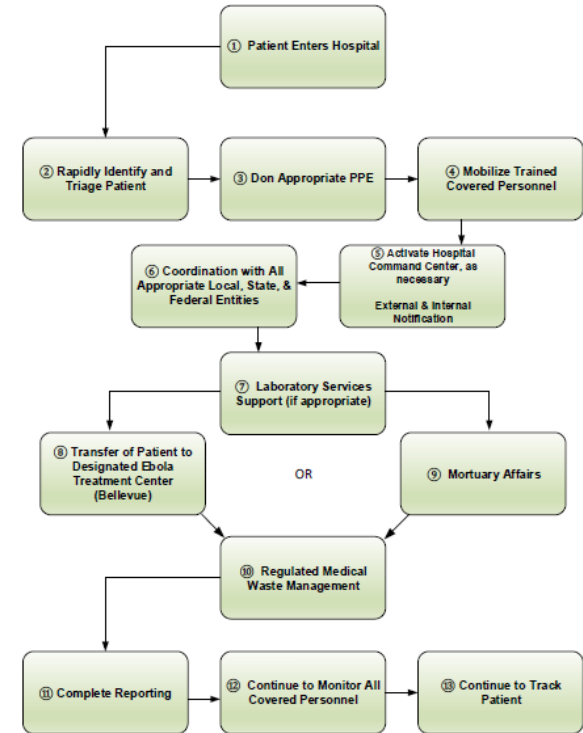 ① Patient Enters Hospital
② Rapidly Identify and
Triage Patient
③ Don Appropriate PPE
④ Mobilize Trained
Covered Personnel
⑤ Activate Hospital
Command Center, as
necessary
External & Internal
Notification
⑥ Coordination with All
Appropriate Local, State, &
Federal Entities
⑦ Laboratory Services
Support (if appropriate)
⑧ Transfer of Patient to
Designated Ebola
Treatment Center
(Bellevue)
OR
⑨ Mortuary Affairs
⑩ Regulated Medical
Waste Management
⑪ Complete Reporting
⑫ Continue to Monitor All
Covered Personnel
⑬ Continue to Track
Patient